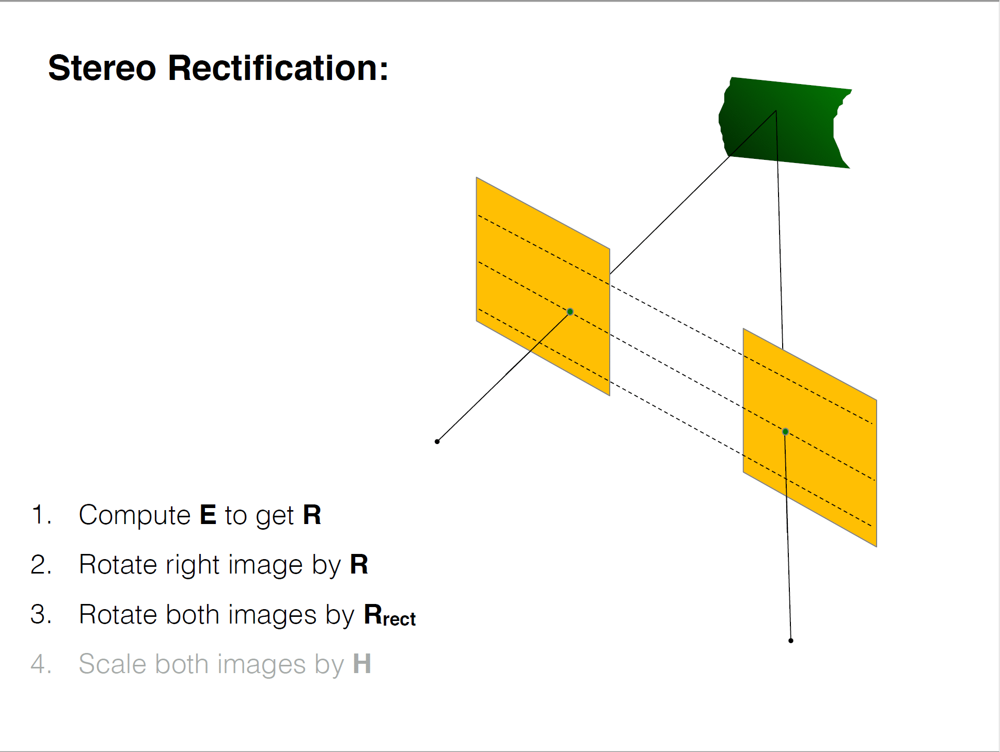 Stereo Rectification:
1. Compute E to get R
2. Rotate right image by R
3. Rotate both images by Rrect
4. Scale both images by H